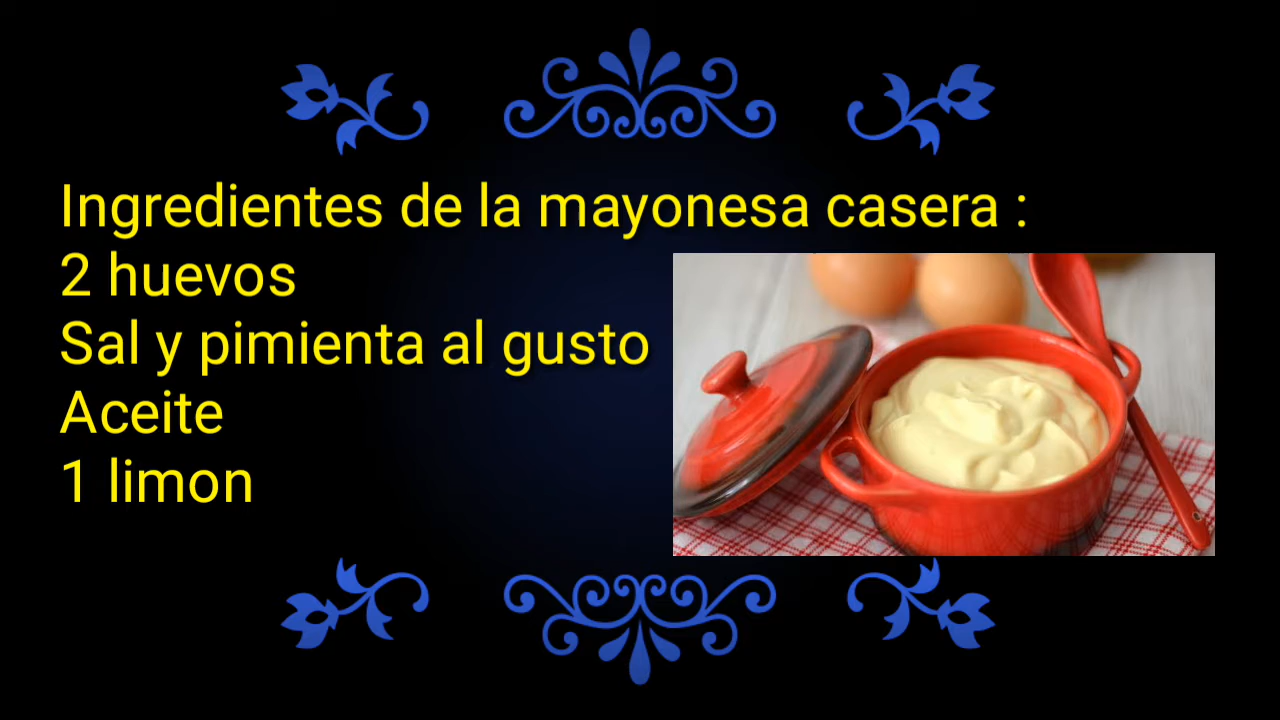 Ingredientes de la mayonesa casera :
2 huevos
Sal y pimienta al gusto
Aceite
1 limon